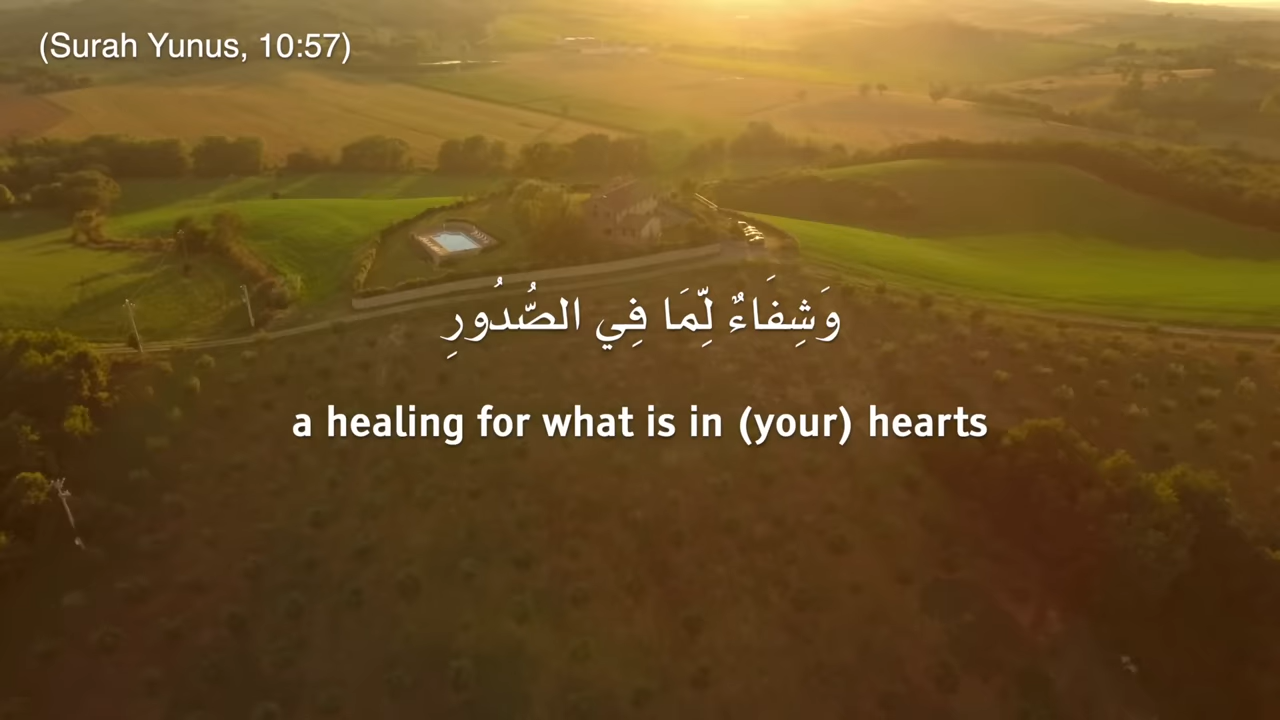 (Surah Yunus, 10:57)
وَشِفَاءٌ لِّمَا فِي الصُّدُورِ
a healing for what is in (your) hearts